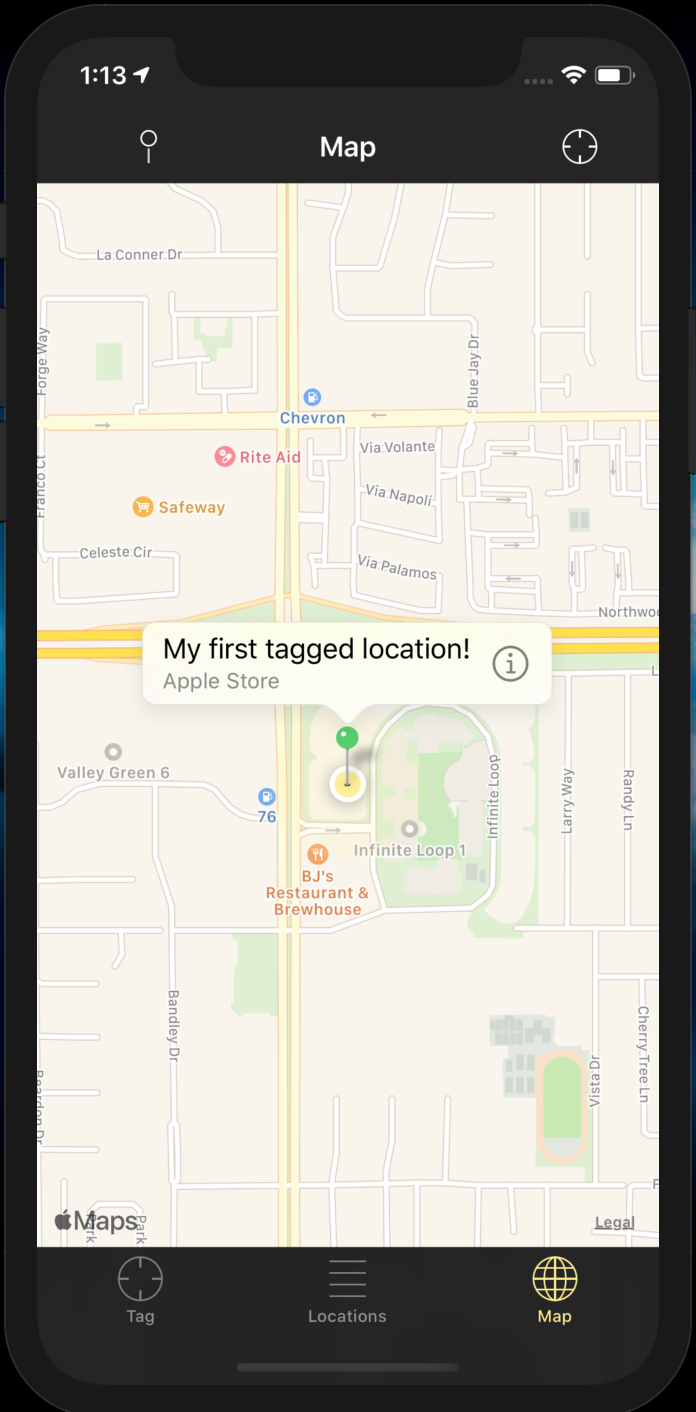 1:13
Map
La Conner Dr
Forge Way
Blue Jay Dr
Chevron
Via Volante
Rite Aid
Franco Ct
Via Napoli
Safeway
Celeste Cir
Via Palamos
My first tagged location!
Apple Store
Valley Green 6
76
Infinite Loop
Larry Way
Randy Ln
Infinite Loop 1
BJ's
Restaurant &
Brewhouse
Bandley Dr
Cherry Tree Ln
Vista Dr
Maps
Park
Park
Legal
Tag
Locations
Map